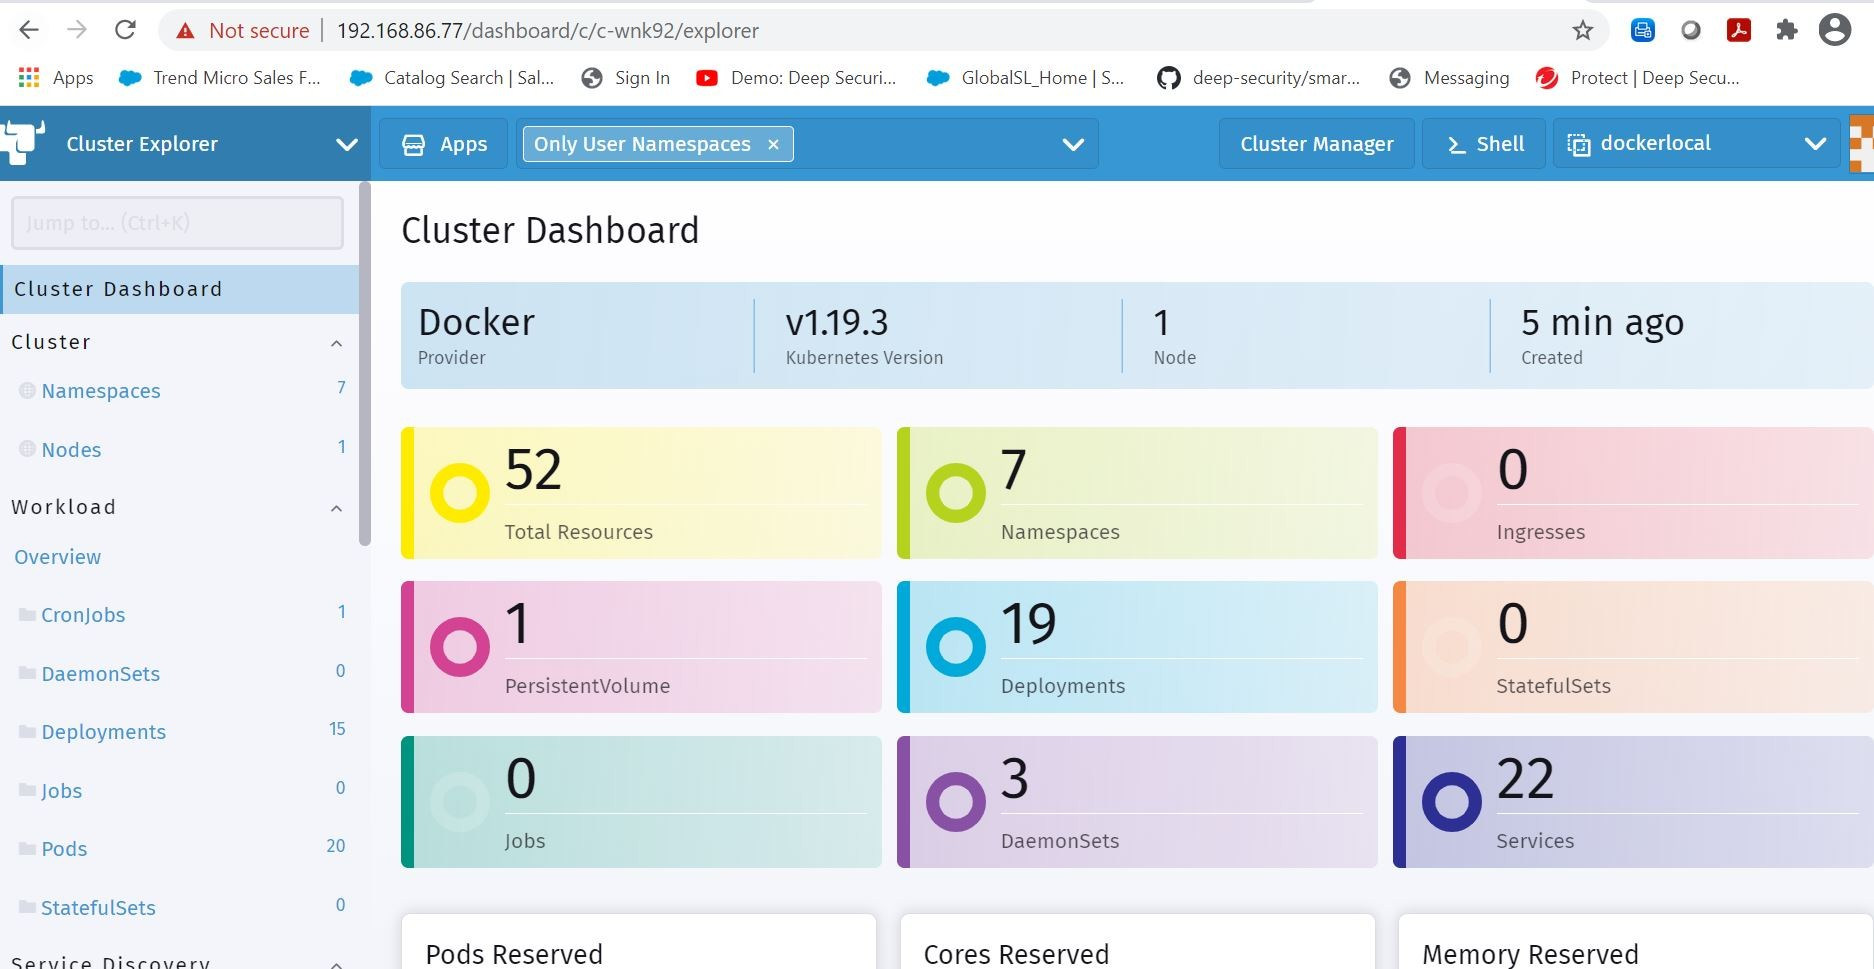 Not secure | 192.168.86.77/dashboard/c/c-wnk92/explorer
Apps Trend Micro Sales F... Catalog Search | Sal... Sign In Demo: Deep Securi... GlobalSL_Home | S... deep-security/smar... Messaging Protect | Deep Secu...
Cluster Explorer Apps Only User Namespaces × Cluster Manager >_ Shell dockerlocal
Jump to... (Ctrl+K)
Cluster Dashboard
Cluster
Namespaces 7
Nodes 1
Workload
Overview
CronJobs 1
DaemonSets 0
Deployments 15
Jobs 0
Pods 20
StatefulSets 0
Service Discovery
Cluster Dashboard
Docker
Provider
v1.19.3
Kubernetes Version
1
Node
5 min ago
Created
52
Total Resources
7
Namespaces
0
Ingresses
1
PersistentVolume
19
Deployments
0
StatefulSets
0
Jobs
3
DaemonSets
22
Services
Pods Reserved
Cores Reserved
Memory Reserved